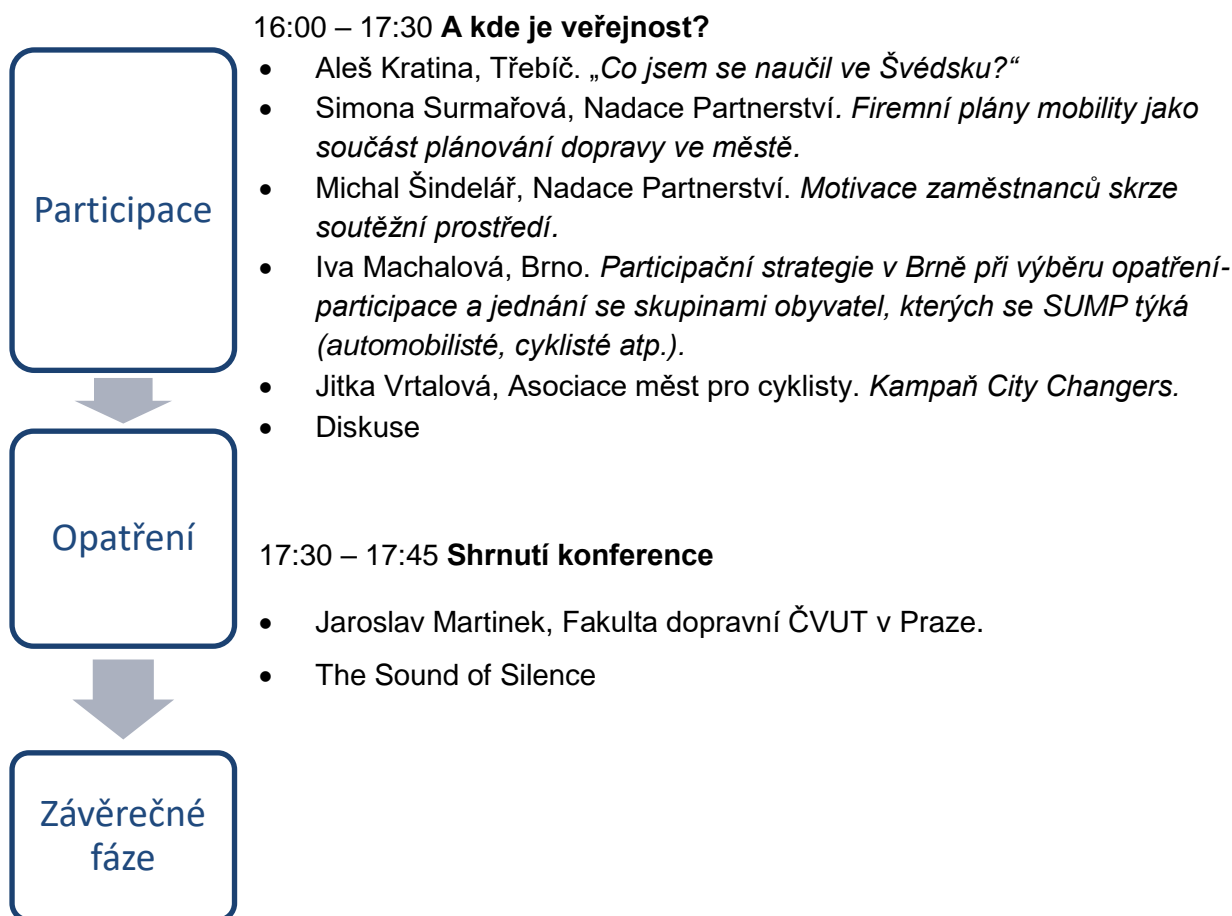 16:00 – 17:30 A kde je veřejnost?
• Aleš Kratina, Třebíč. „Co jsem se naučil ve Švédsku?“
• Simona Surmařová, Nadace Partnerství. Firemní plány mobility jako
součást plánování dopravy ve městě.
• Michal Šindelář, Nadace Partnerství. Motivace zaměstnanců skrze
soutěžní prostředí.
• Iva Machalová, Brno. Participační strategie v Brně při výběru opatření-
participace a jednání se skupinami obyvatel, kterých se SUMP týká
(automobilisté, cyklisté atp.).
• Jitka Vrtalová, Asociace měst pro cyklisty. Kampaň City Changers.
• Diskuse
17:30 – 17:45 Shrnutí konference
• Jaroslav Martinek, Fakulta dopravní ČVUT v Praze.
• The Sound of Silence
Participace
Opatření
Závěrečné
fáze